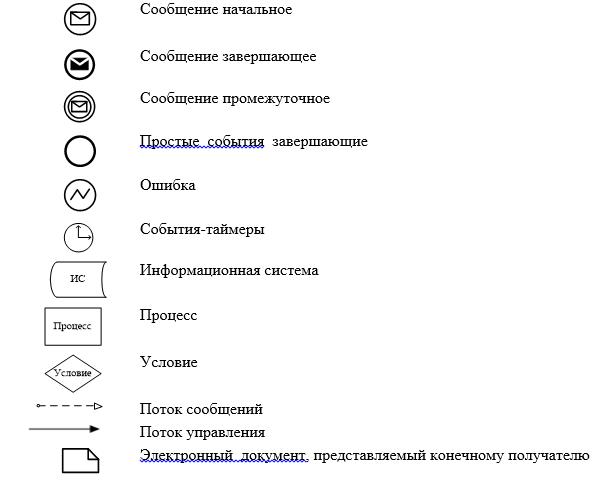 Сообщение начальное
Сообщение завершающее
Сообщение промежуточное
Простые события завершающие
Ошибка
События-таймеры
ИС Информационная система
Процесс Процесс
Условие Условие
Поток сообщений
Поток управления
Электронный документ, представляемый конечному получателю